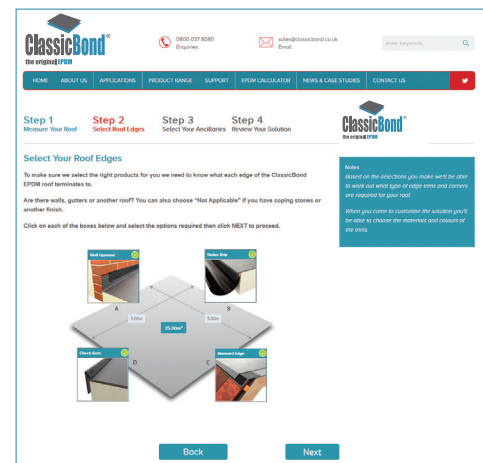 ClassicBond®
the original EPDM
0800 037 8080
Enquiries
sales@classicbond.co.uk
Email
enter keywords
HOME ABOUT US APPLICATIONS PRODUCT RANGE SUPPORT EPDM CALCULATOR NEWS & CASE STUDIES CONTACT US
Step 1
Measure Your Roof
Step 2
Select Roof Edges
Step 3
Select Your Ancillaries
Step 4
Review Your Solution
ClassicBond®
the original EPDM
Select Your Roof Edges
To make sure we select the right products for you we need to know what each edge of the ClassicBond
EPDM roof terminates to.
Are there walls, gutters or another roof? You can also choose “Not Applicable” if you have coping stones or
another finish.
Click on each of the boxes below and select the options required then click NEXT to proceed.
Notes
Based on the selections you make we'll be able
to work out what type of edge trims and corners
are required for your roof.
When you come to customise the solution you'll
be able to choose the materials and colours of
the trims.
Wall Upstand
Gutter Drip
A
B
5.00m
5.00m
25.00m²
Check Kerb
D
C
Monoward Edge
Back
Next